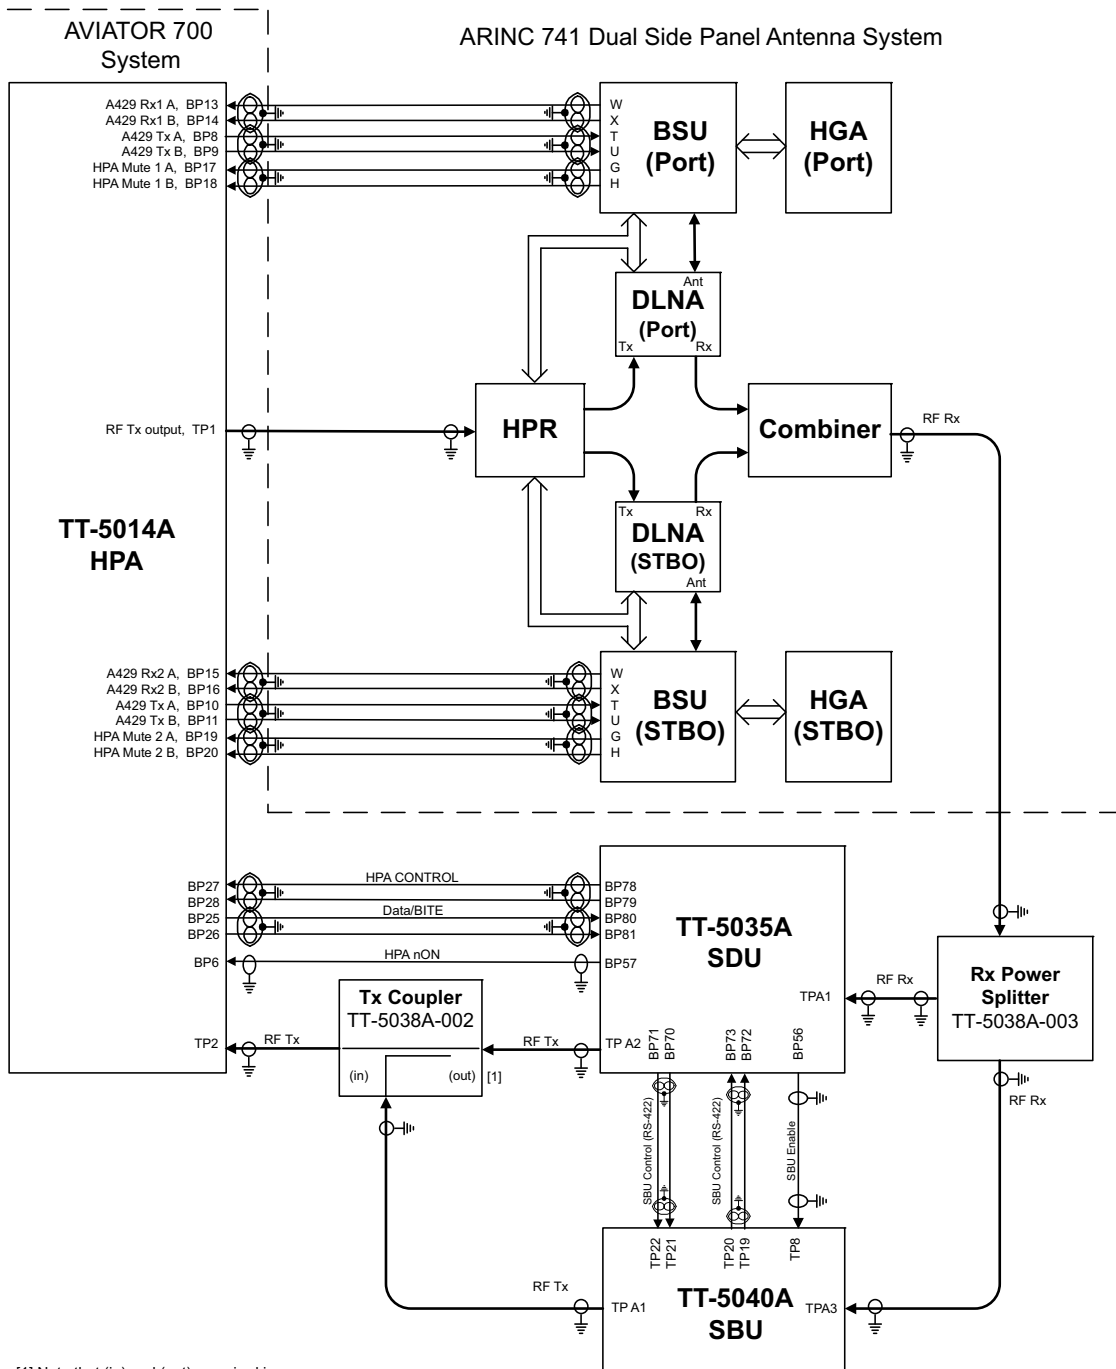 AVIATOR 700
System
ARINC 741 Dual Side Panel Antenna System
A429 Rx1 A, BP13
A429 Rx1 B, BP14
A429 Tx A, BP8
A429 Tx B, BP9
HPA Mute 1 A, BP17
HPA Mute 1 B, BP18
W
X
T
U
G
H
BSU
(Port)
HGA
(Port)
Ant
DLNA
(Port)
Tx
Rx
RF Tx output, TP1
HPR
Combiner
RF Rx
TT-5014A
HPA
Tx
Rx
DLNA
(STBO)
Ant
A429 Rx2 A, BP15
A429 Rx2 B, BP16
A429 Tx A, BP10
A429 Tx B, BP11
HPA Mute 2 A, BP19
HPA Mute 2 B, BP20
W
X
T
U
G
H
BSU
(STBO)
HGA
(STBO)
BP27
BP28
BP25
BP26
BP6
HPA CONTROL
Data/BITE
HPA nON
BP78
BP79
BP80
BP81
BP57
TT-5035A
SDU
TPA1
RF Rx
Rx Power
Splitter
TT-5038A-003
Tx Coupler
TT-5038A-002
(in)
(out)
[1]
TP2
RF Tx
RF Tx
TP A2
BP71
BP70
BP73
BP72
BP56
RF Rx
SBU Control (RS-422)
SBU Control (RS-422)
SBU Enable
TP22
TP21
TP20
TP19
TP8
RF Tx
TP A1
TT-5040A
SBU
TPA3